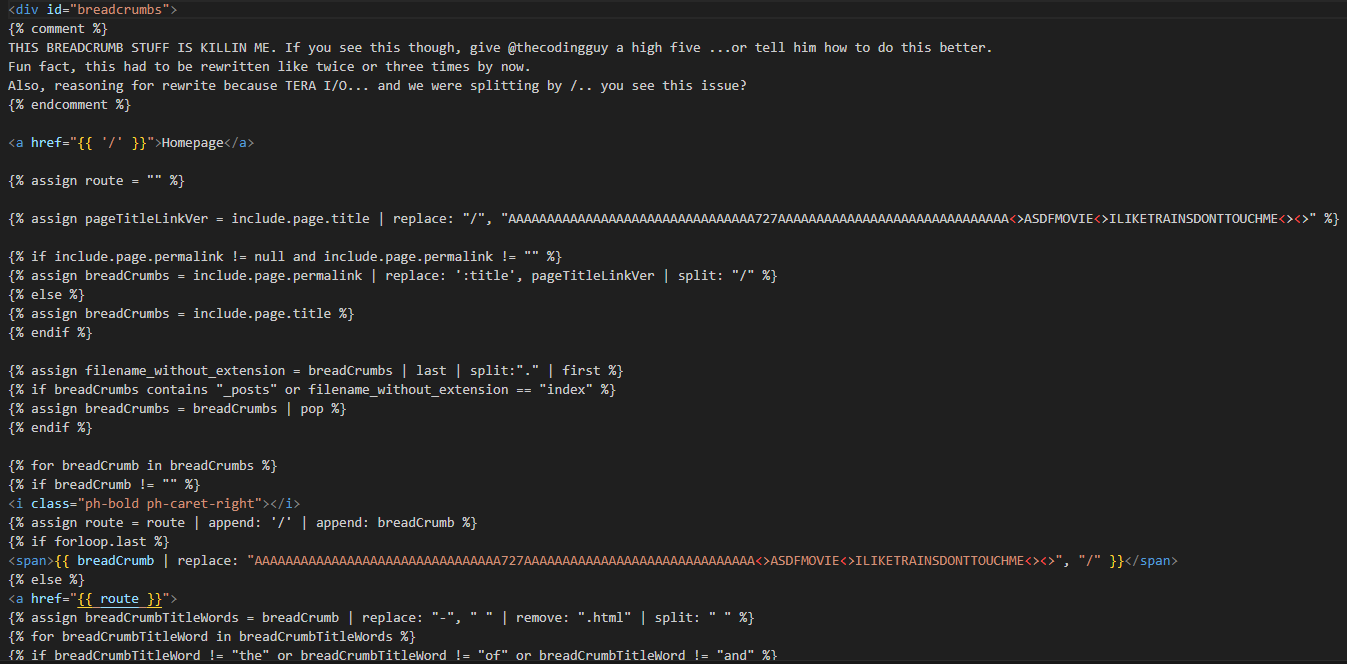 <div id="breadcrumbs">
{% comment %}
THIS BREADCRUMB STUFF IS KILLIN ME. If you see this though, give @thecodingguy a high five ...or tell him how to do this better.
Fun fact, this had to be rewritten like twice or three times by now.
Also, reasoning for rewrite because TERA I/O... and we were splitting by /.. you see this issue?
{% endcomment %}
<a href="{{ '/' }}">Homepage</a>
{% assign route = "" %}
{% assign pageTitleLinkVer = include.page.title | replace: "/", "AAAAAAAAAAAAAAAAAAAAAAAAAAAAAAAA727AAAAAAAAAAAAAAAAAAAAAAAAAAAAAA<>ASDFMOVIE<>ILIKETRAINSDONTTOUCHME<><>" %}
{% if include.page.permalink != null and include.page.permalink != "" %}
{% assign breadCrumbs = include.page.permalink | replace: ':title', pageTitleLinkVer | split: "/" %}
{% else %}
{% assign breadCrumbs = include.page.title %}
{% endif %}
{% assign filename_without_extension = breadCrumbs | last | split:"." | first %}
{% if breadCrumbs contains "_posts" or filename_without_extension == "index" %}
{% assign breadCrumbs = breadCrumbs | pop %}
{% endif %}
{% for breadCrumb in breadCrumbs %}
{% if breadCrumb != "" %}
<i class="ph-bold ph-caret-right"></i>
{% assign route = route | append: '/' | append: breadCrumb %}
{% if forloop.last %}
<span>{{ breadCrumb | replace: "AAAAAAAAAAAAAAAAAAAAAAAAAAAAAAAA727AAAAAAAAAAAAAAAAAAAAAAAAAAAAAA<>ASDFMOVIE<>ILIKETRAINSDONTTOUCHME<><>", "/" }}</span>
{% else %}
<a href="{{ route }}">
{% assign breadCrumbTitleWords = breadCrumb | replace: "-", " " | remove: ".html" | split: " " %}
{% for breadCrumbTitleWord in breadCrumbTitleWords %}
{% if breadCrumbTitleWord != "the" or breadCrumbTitleWord != "of" or breadCrumbTitleWord != "and" %}